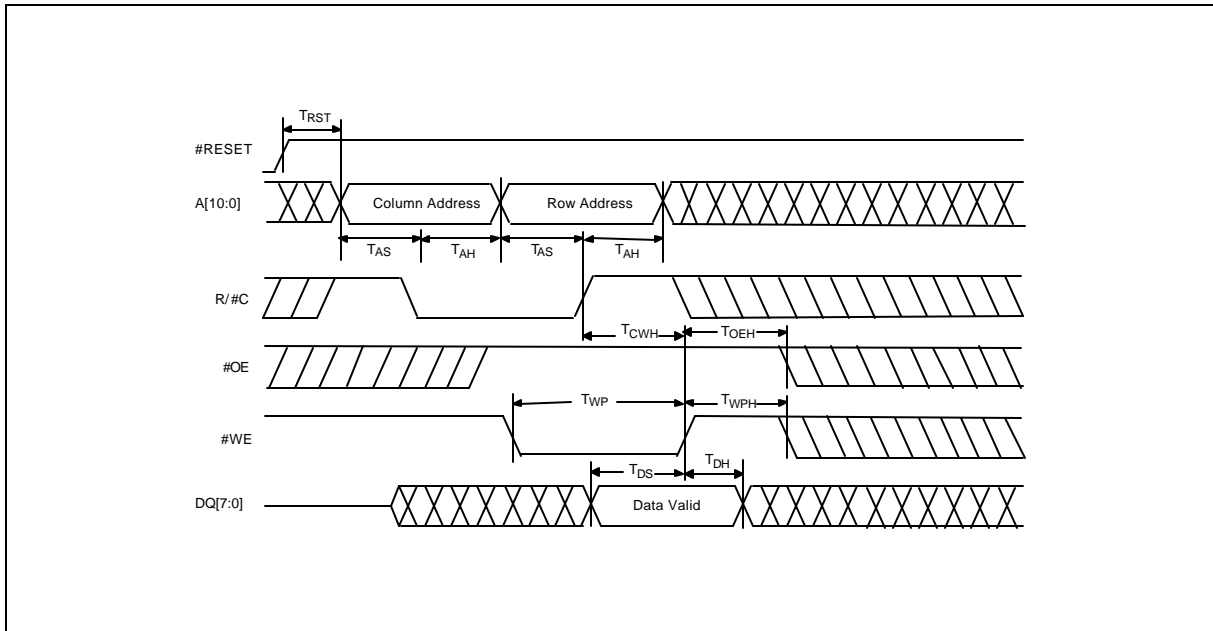 TRST
#RESET
A[10:0]
Column Address
Row Address
TAS
TAH
TAS
TAH
R/#C
TCWH
TOEH
#OE
TWP
TWPH
#WE
TDS
TDH
DQ[7:0]
Data Valid